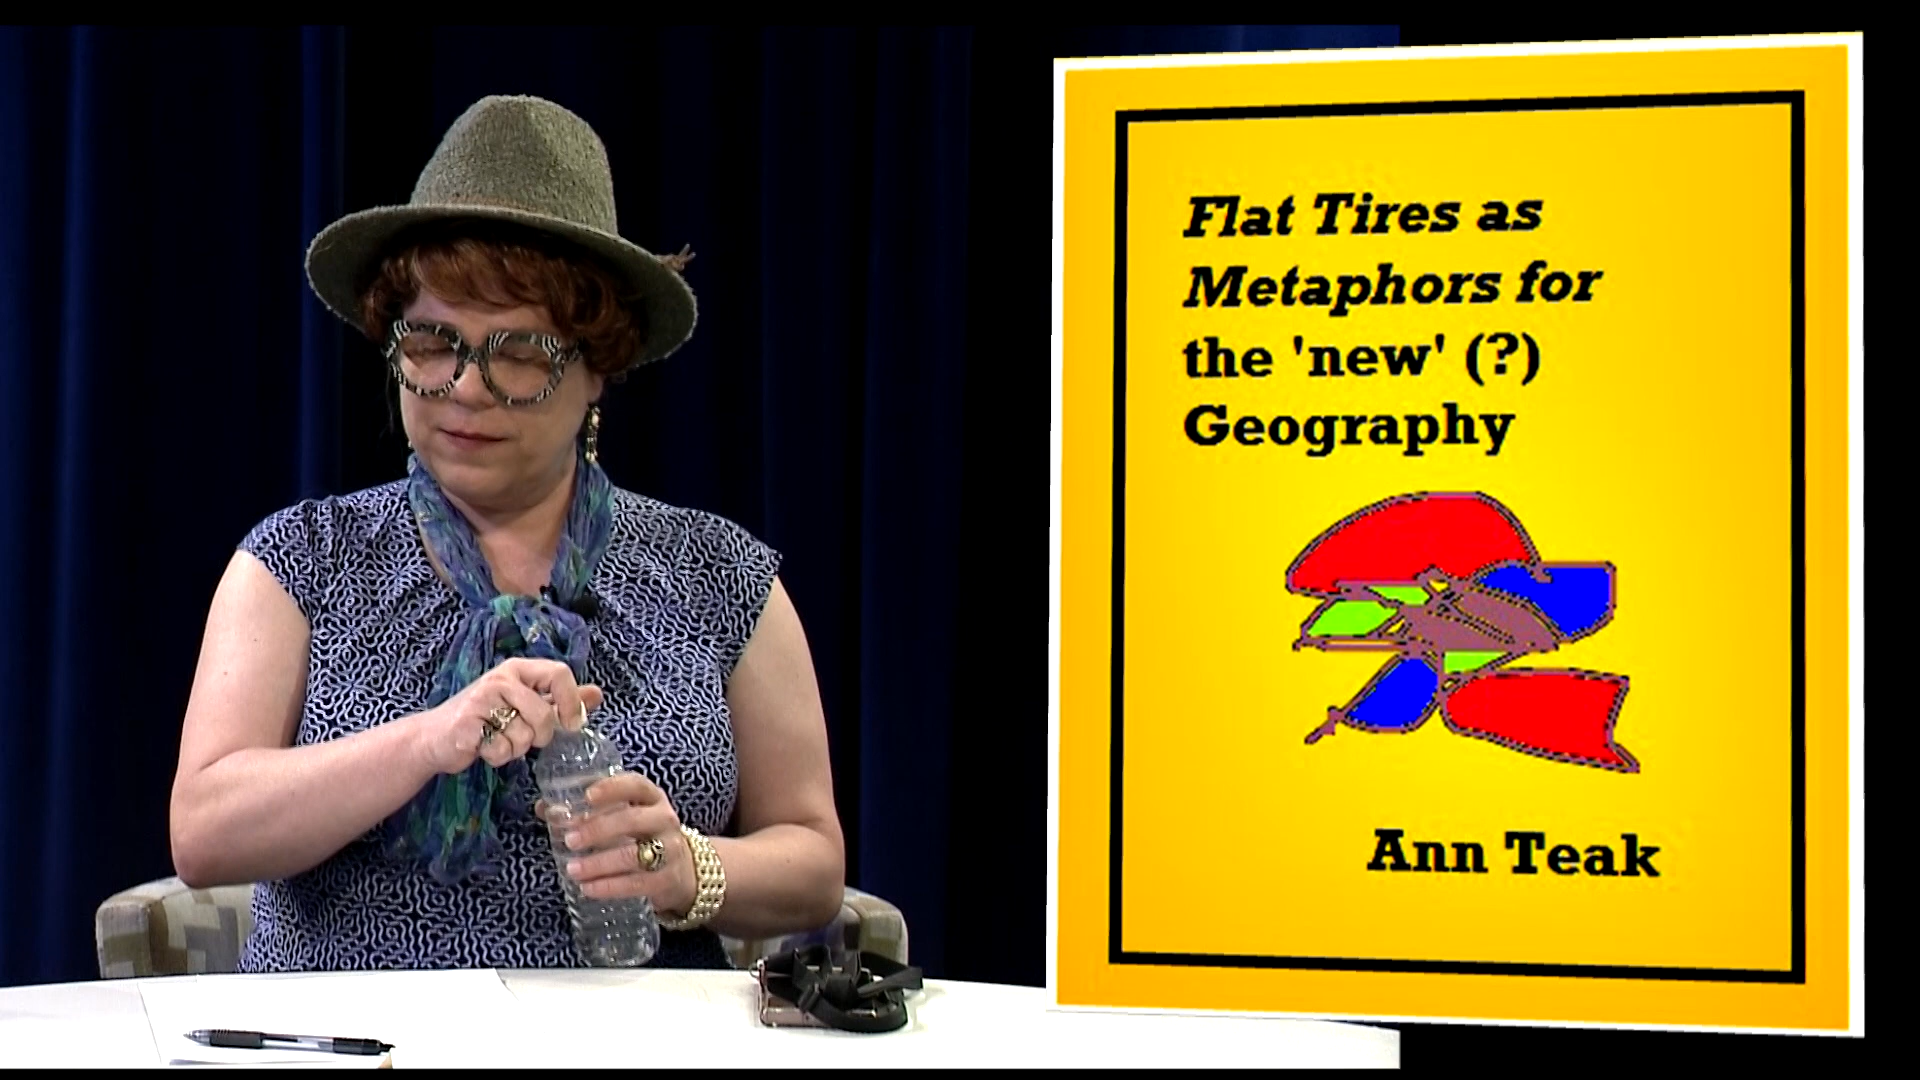 Flat Tires as
Metaphors for
the 'new' (?)
Geography
Ann Teak